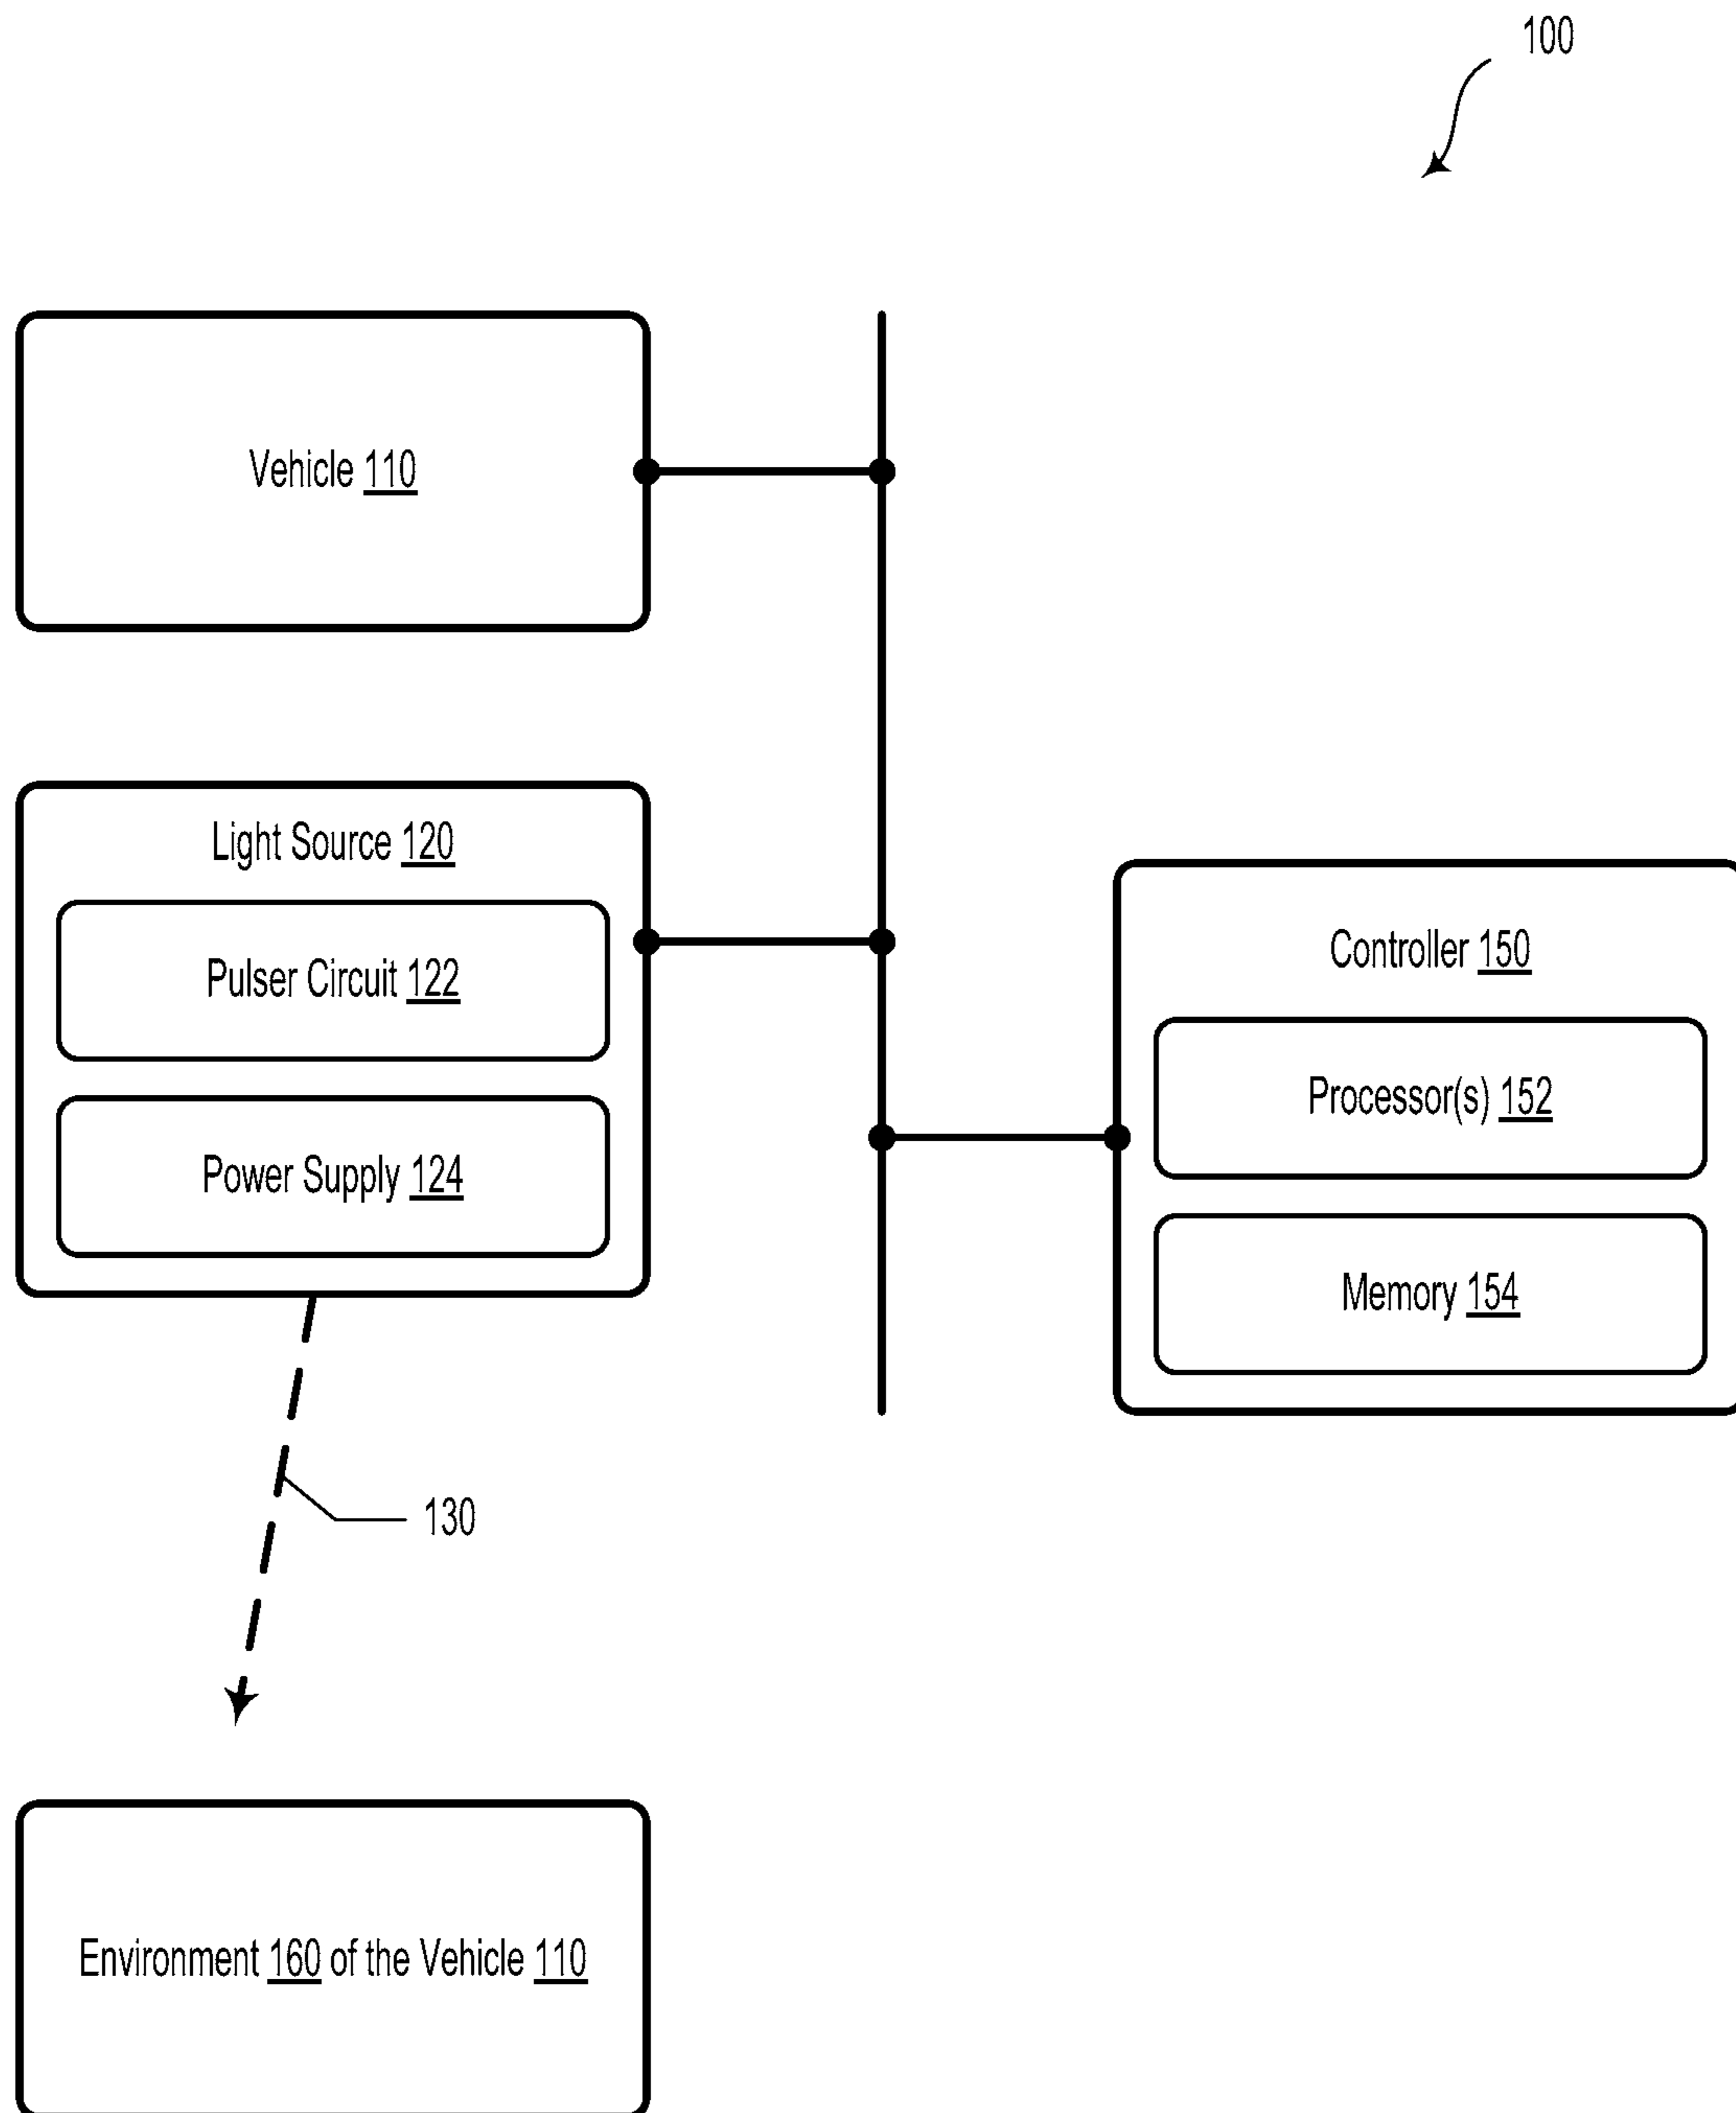 100
Vehicle 110
Light Source 120
Pulser Circuit 122
Power Supply 124
Controller 150
Processor(s) 152
Memory 154
130
Environment 160 of the Vehicle 110